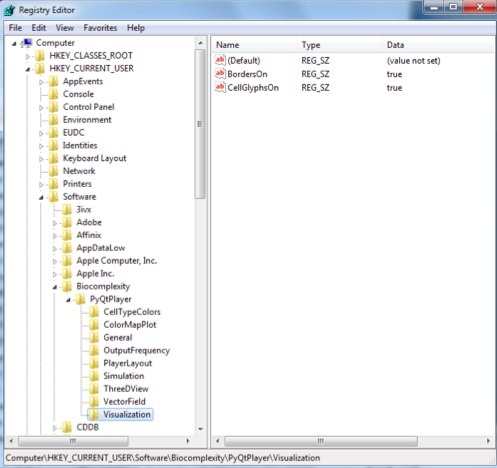 Registry Editor
File Edit View Favorites Help
Computer
HKEY_CLASSES_ROOT
HKEY_CURRENT_USER
AppEvents
Console
Control Panel
Environment
EUDC
Identities
Keyboard Layout
Network
Printers
Software
3ivx
Adobe
Affinix
AppDataLow
Apple Computer, Inc.
Apple Inc.
Biocomplexity
PyQtPlayer
CellTypeColors
ColorMapPlot
General
OutputFrequency
PlayerLayout
Simulation
ThreeDView
VectorField
Visualization
CDDB
Name Type Data
ab (Default) REG_SZ (value not set)
ab BordersOn REG_SZ true
ab CellGlyphsOn REG_SZ true
Computer\HKEY_CURRENT_USER\Software\Biocomplexity\PyQtPlayer\Visualization